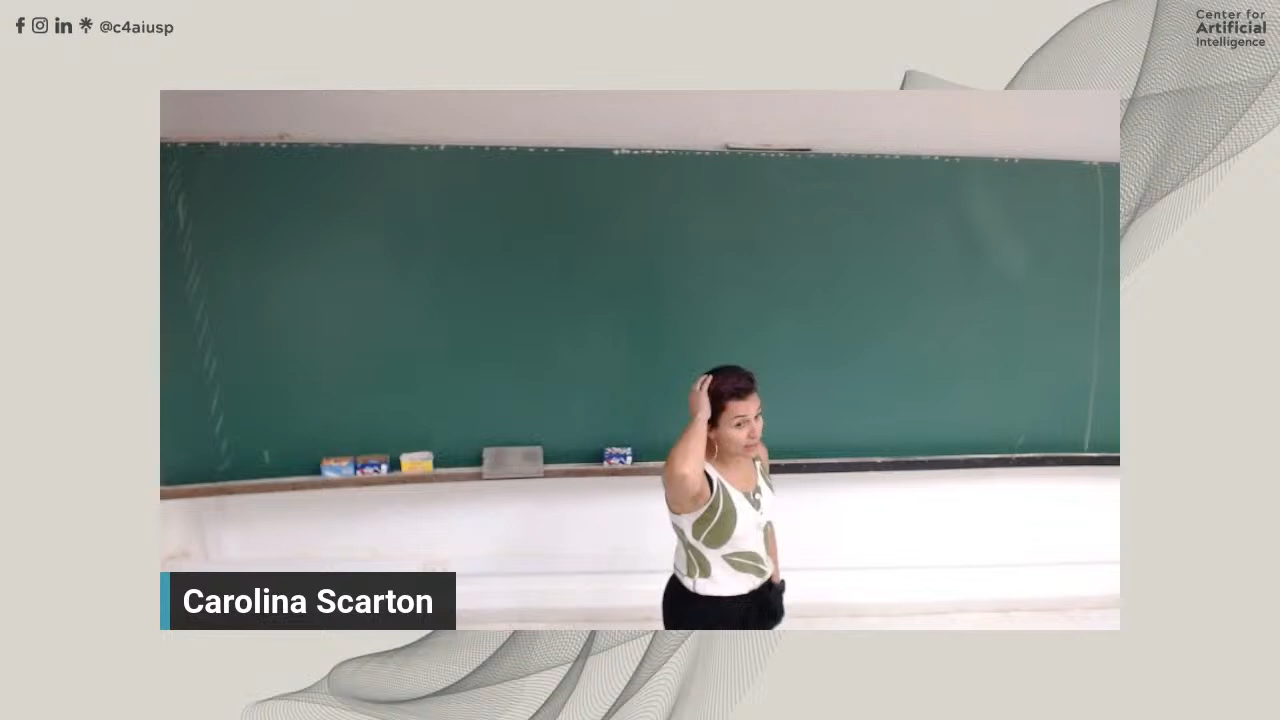 @c4aiusp
Center for
Artificial
Intelligence
Carolina Scarton